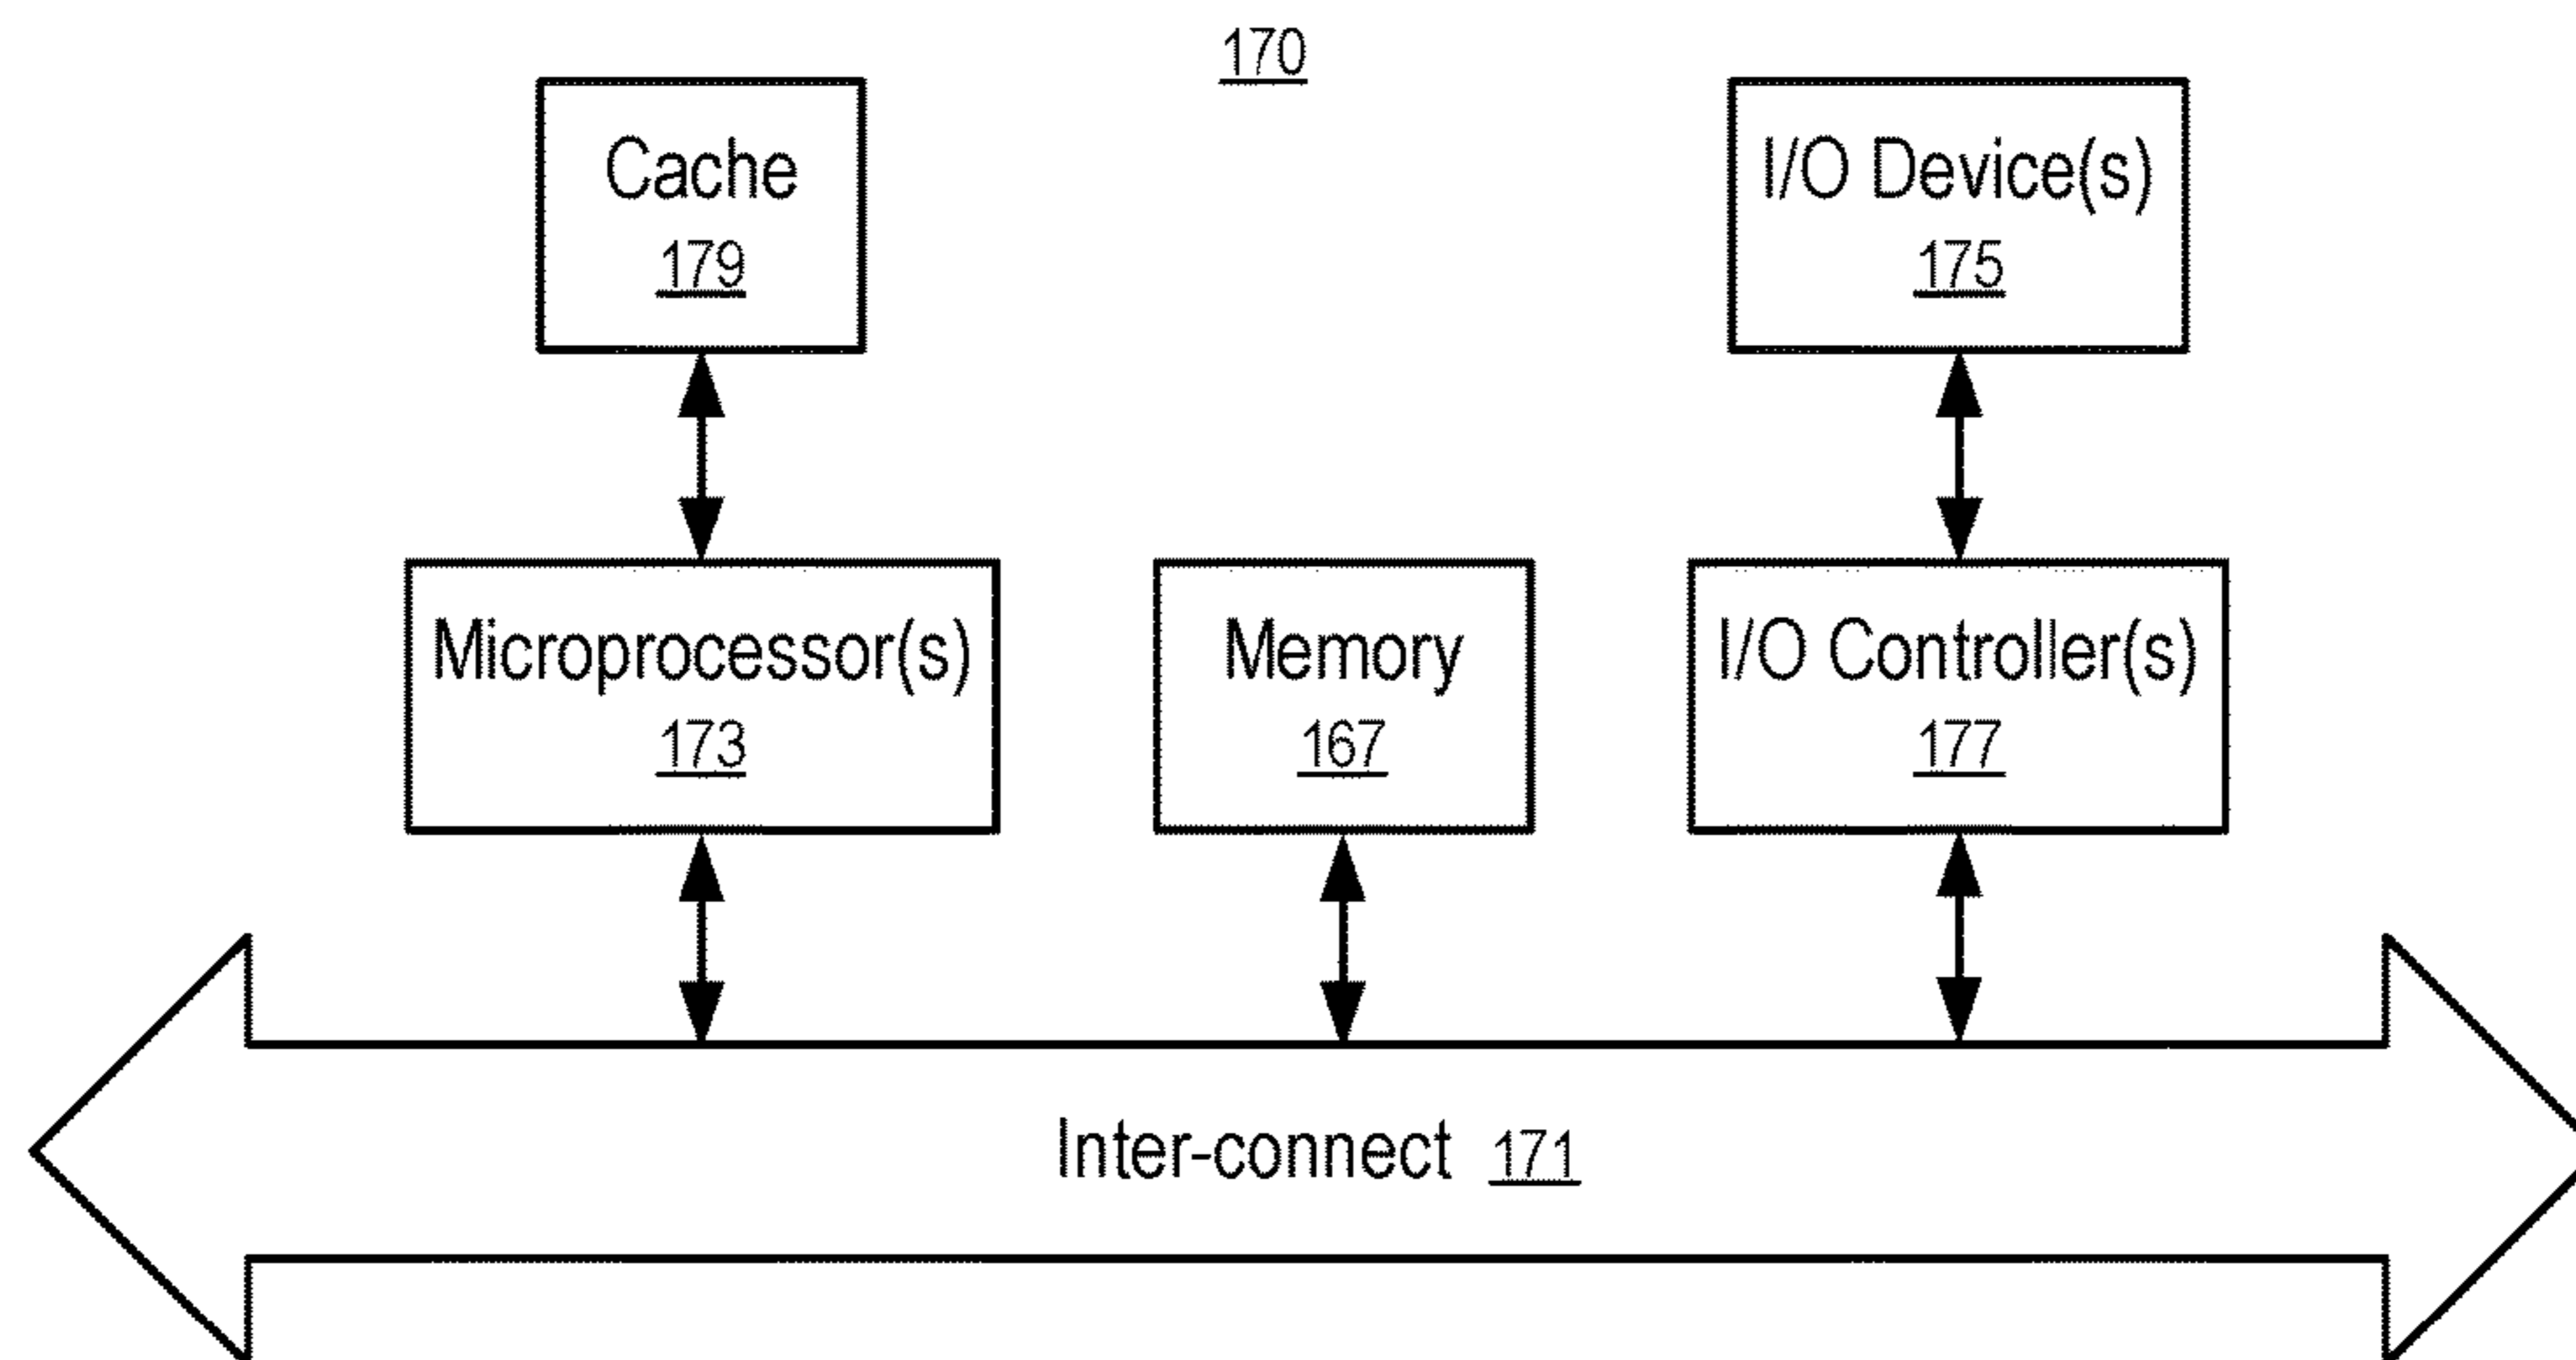 170
Cache
179
I/O Device(s)
175
Microprocessor(s)
173
Memory
167
I/O Controller(s)
177
Inter-connect 171